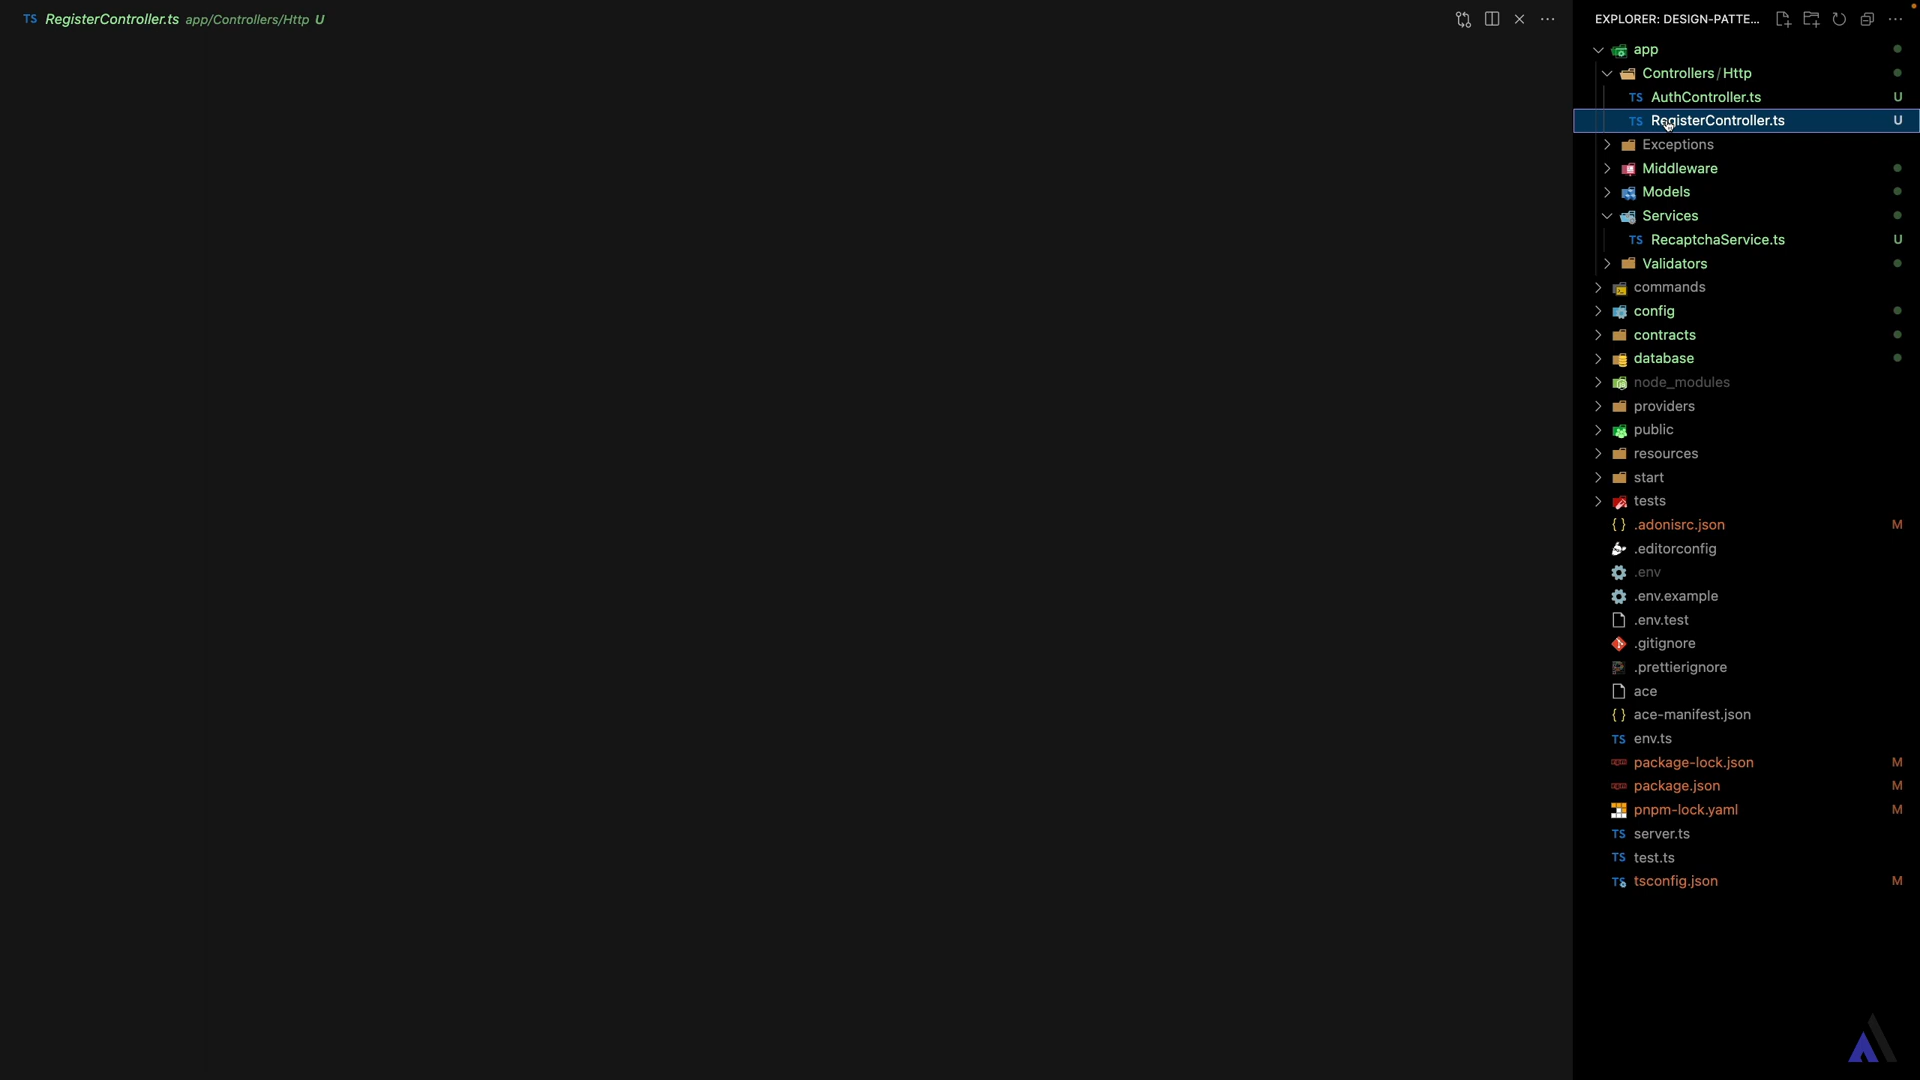 TS RegisterController.ts app/Controllers/Http U
EXPLORER: DESIGN-PATTE...
app
Controllers / Http
TS AuthController.ts U
TS RegisterController.ts U
Exceptions
Middleware
Models
Services
TS RecaptchaService.ts U
Validators
commands
config
contracts
database
node_modules
providers
public
resources
start
tests
{ } .adonisrc.json M
.editorconfig
.env
.env.example
.env.test
.gitignore
.prettierignore
ace
{ } ace-manifest.json
TS env.ts
package-lock.json M
package.json M
pnpm-lock.yaml M
TS server.ts
TS test.ts
TS tsconfig.json M